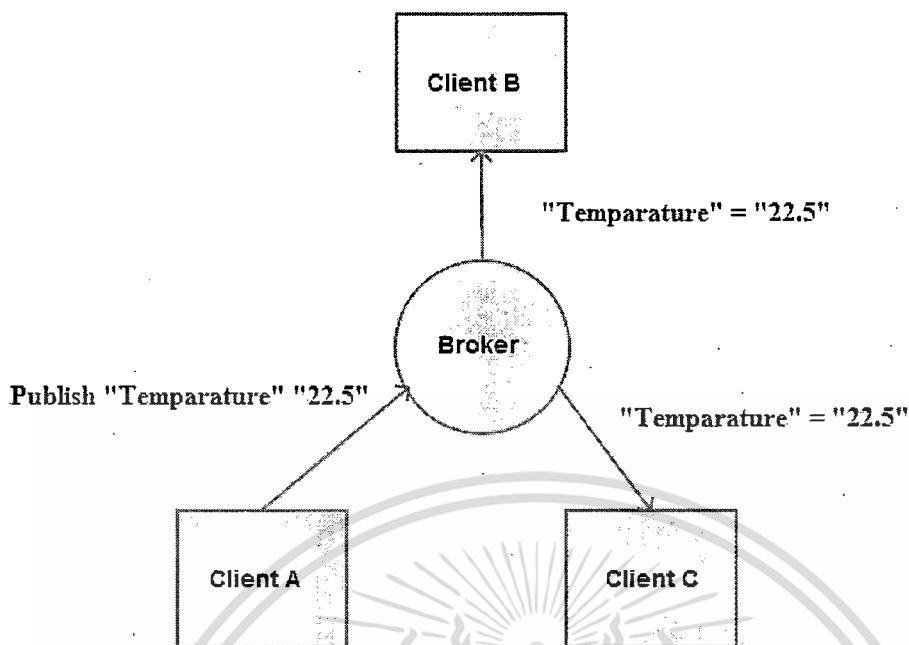 Client B
"Temparature" = "22.5"
Broker
Publish "Temparature" "22.5"
"Temparature" = "22.5"
Client A
Client C